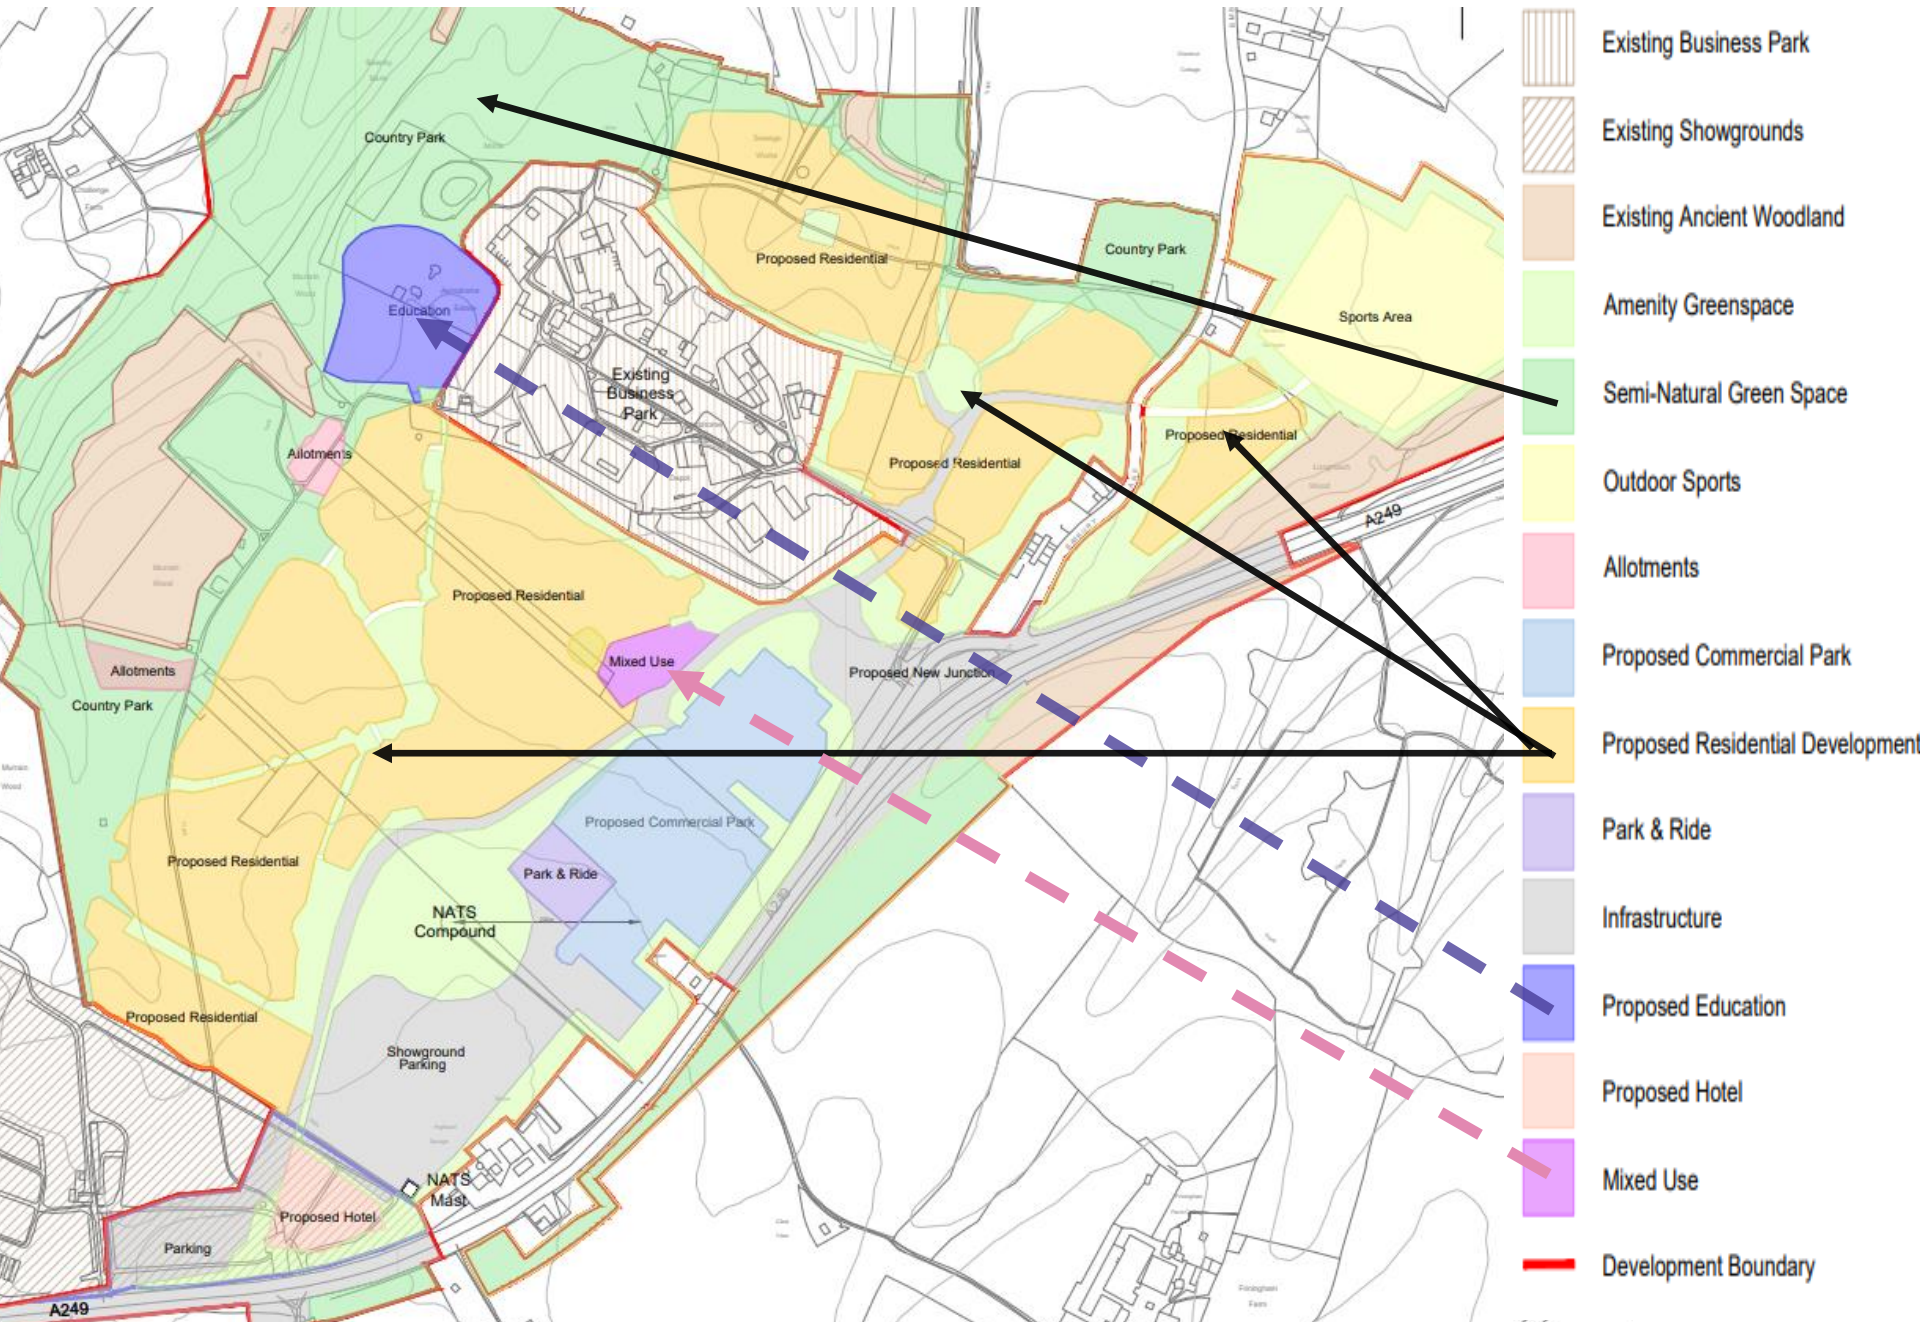 Country Park
Proposed Residential
Country Park
Sports Area
Education
Existing
Business
Park
Allotments
Proposed Residential
Proposed Residential
A249
Proposed Residential
Mixed Use
Allotments
Proposed New Junction
Country Park
Proposed Commercial Park
Proposed Residential
Park & Ride
A249
NATS
Compound
Proposed Residential
Showground
Parking
NATS
Mast
Proposed Hotel
Parking
A249
Existing Business Park
Existing Showgrounds
Existing Ancient Woodland
Amenity Greenspace
Semi-Natural Green Space
Outdoor Sports
Allotments
Proposed Commercial Park
Proposed Residential Development
Park & Ride
Infrastructure
Proposed Education
Proposed Hotel
Mixed Use
Development Boundary